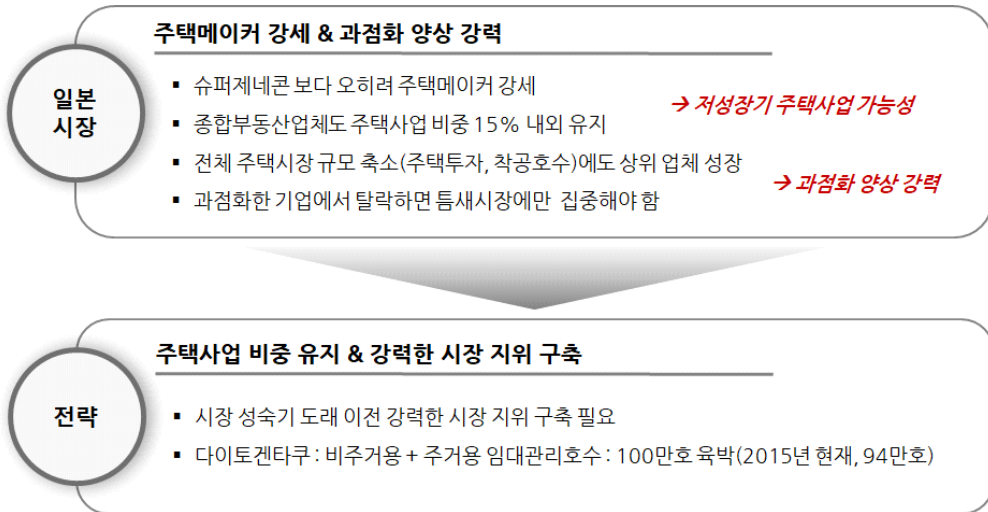 주택메이커 강세 & 과점화 양상 강력
일본
시장
▪ 슈퍼제네콘 보다 오히려 주택메이커 강세
→ 저성장기 주택사업 가능성
▪ 종합부동산업체도 주택사업 비중 15% 내외 유지
▪ 전체 주택시장 규모 축소(주택투자, 착공호수)에도 상위 업체 성장
→ 과점화 양상 강력
▪ 과점화한 기업에서 탈락하면 틈새시장에만 집중해야 함
주택사업 비중 유지 & 강력한 시장 지위 구축
전략
▪ 시장 성숙기 도래 이전 강력한 시장 지위 구축 필요
▪ 다이토겐타쿠 : 비주거용 + 주거용 임대관리호수 : 100만호 육박(2015년 현재, 94만호)